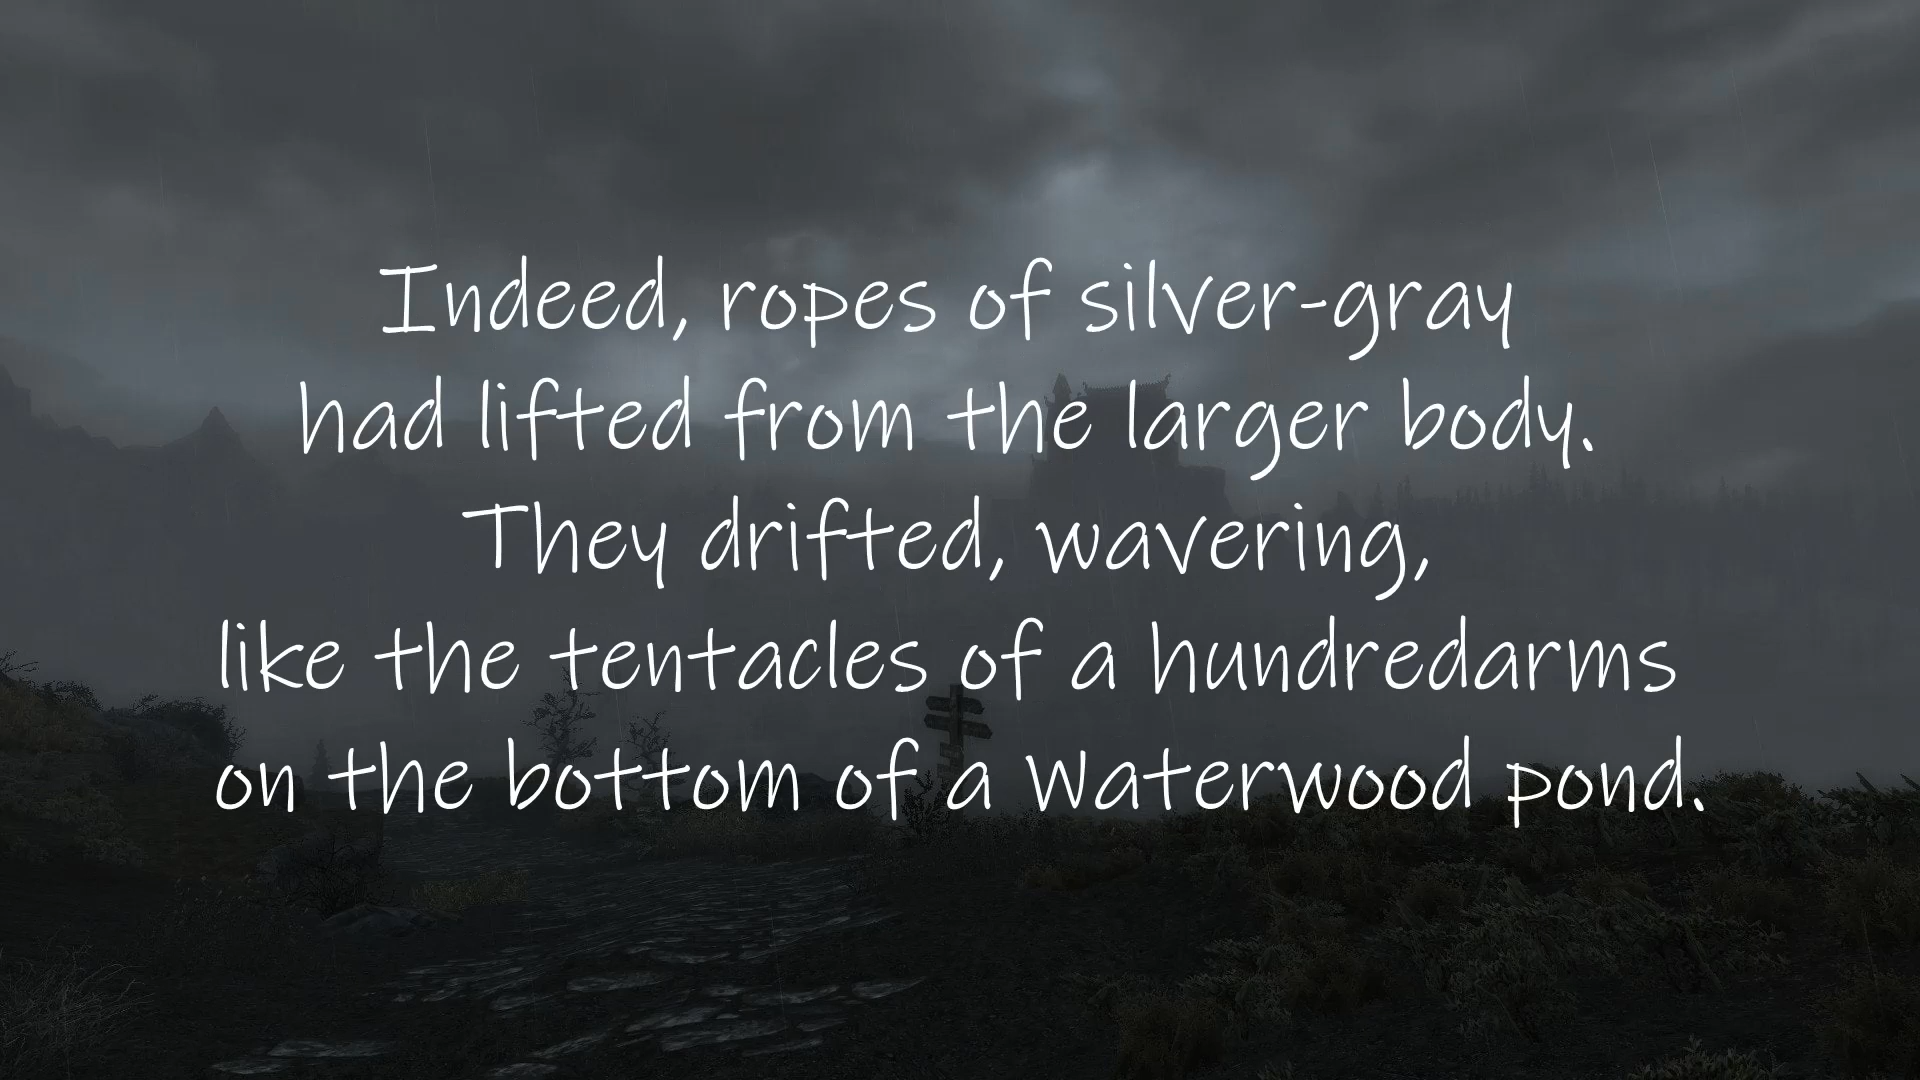 Indeed, ropes of silver-gray
had lifted from the larger body.
They drifted, wavering,
like the tentacles of a hundredarms
on the bottom of a Waterwood pond.